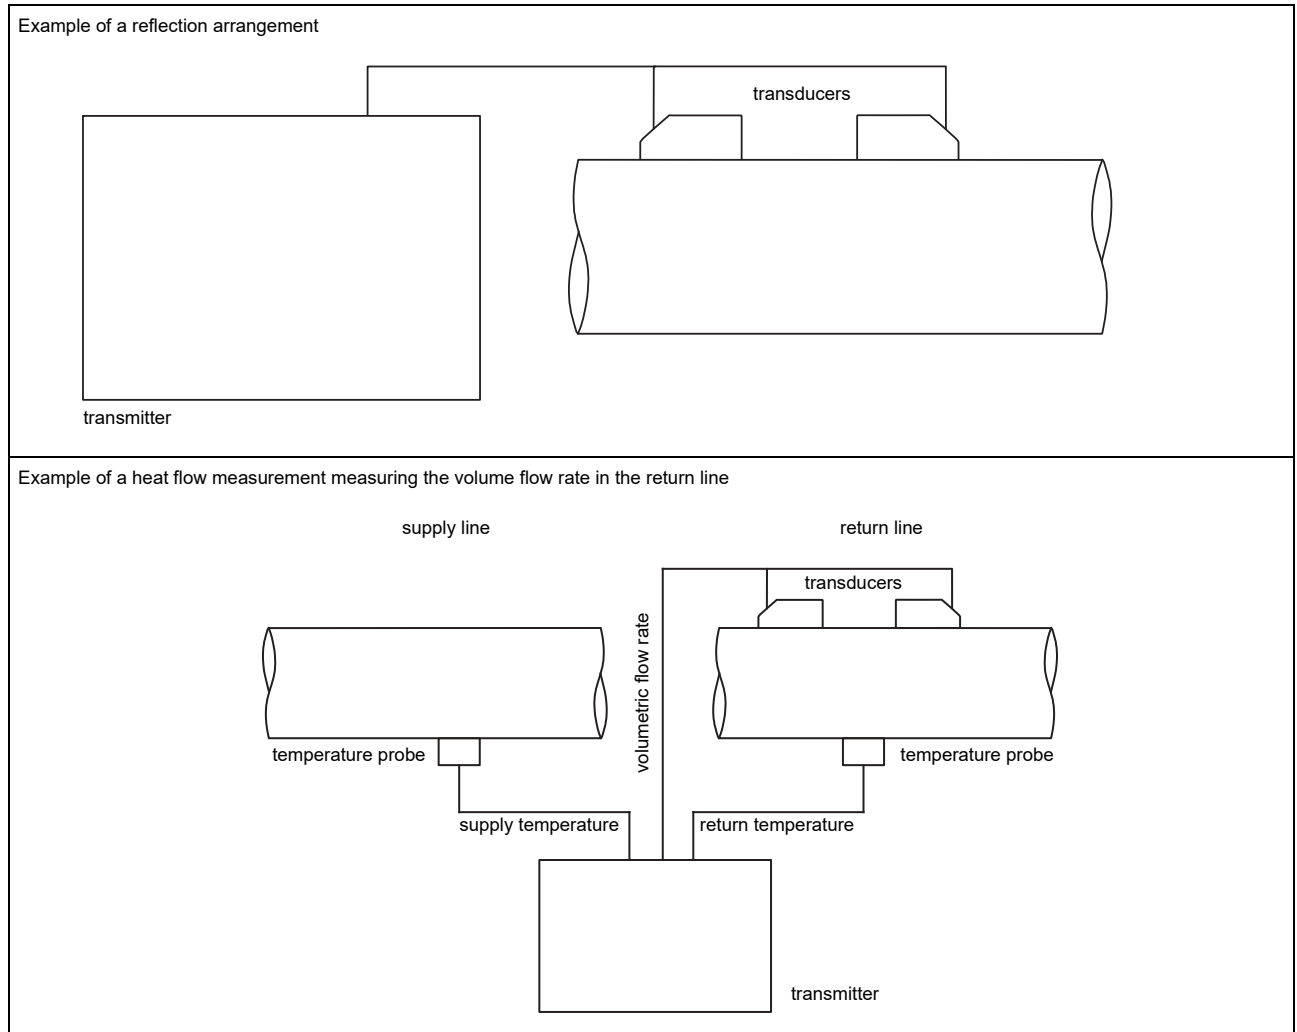 Example of a reflection arrangement
transducers
transmitter
Example of a heat flow measurement measuring the volume flow rate in the return line
supply line
return line
transducers
volumetric flow rate
temperature probe
temperature probe
supply temperature
return temperature
transmitter